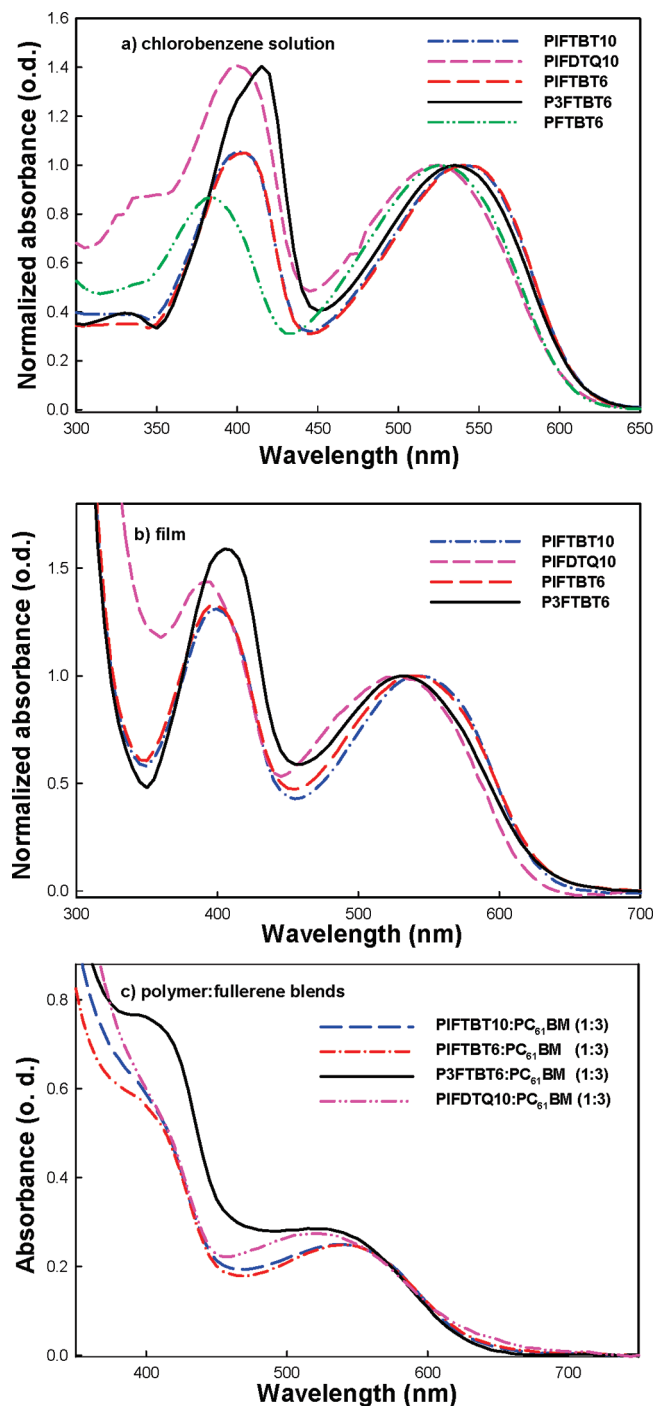 a) chlorobenzene solution
PIFTBT10
PIFDTQ10
PIFTBT6
P3FTBT6
PFTBT6
Normalized absorbance (o.d.)
1.6
1.4
1.2
1.0
0.8
0.6
0.4
0.2
0.0
300 350 400 450 500 550 600 650
Wavelength (nm)
b) film
PIFTBT10
PIFDTQ10
PIFTBT6
P3FTBT6
Normalized absorbance (o.d.)
1.5
1.0
0.5
0.0
300 400 500 600 700
Wavelength (nm)
c) polymer:fullerene blends
PIFTBT10:PC61BM (1:3)
PIFTBT6:PC61BM (1:3)
P3FTBT6:PC61BM (1:3)
PIFDTQ10:PC61BM (1:3)
Absorbance (o. d.)
0.8
0.6
0.4
0.2
0.0
400 500 600 700
Wavelength (nm)